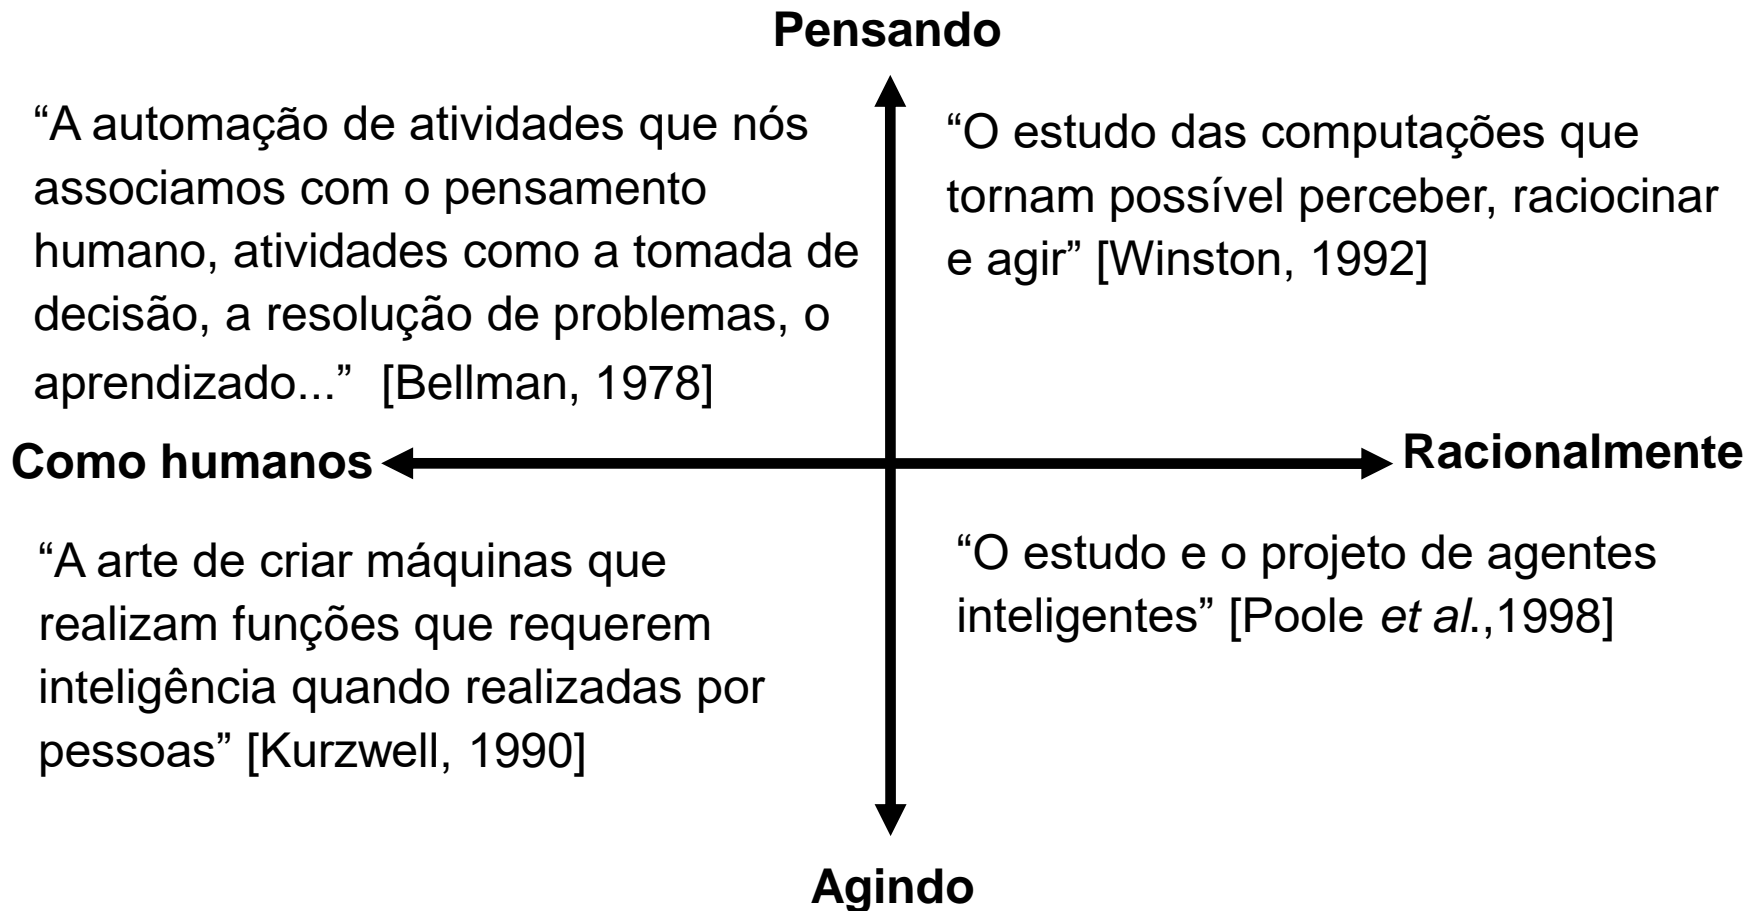 Pensando
“A automação de atividades que nós
associamos com o pensamento
humano, atividades como a tomada de
decisão, a resolução de problemas, o
aprendizado...” [Bellman, 1978]
“O estudo das computações que
tornam possível perceber, raciocinar
e agir” [Winston, 1992]
Como humanos
Racionalmente
“A arte de criar máquinas que
realizam funções que requerem
inteligência quando realizadas por
pessoas” [Kurzwell, 1990]
“O estudo e o projeto de agentes
inteligentes” [Poole et al.,1998]
Agindo